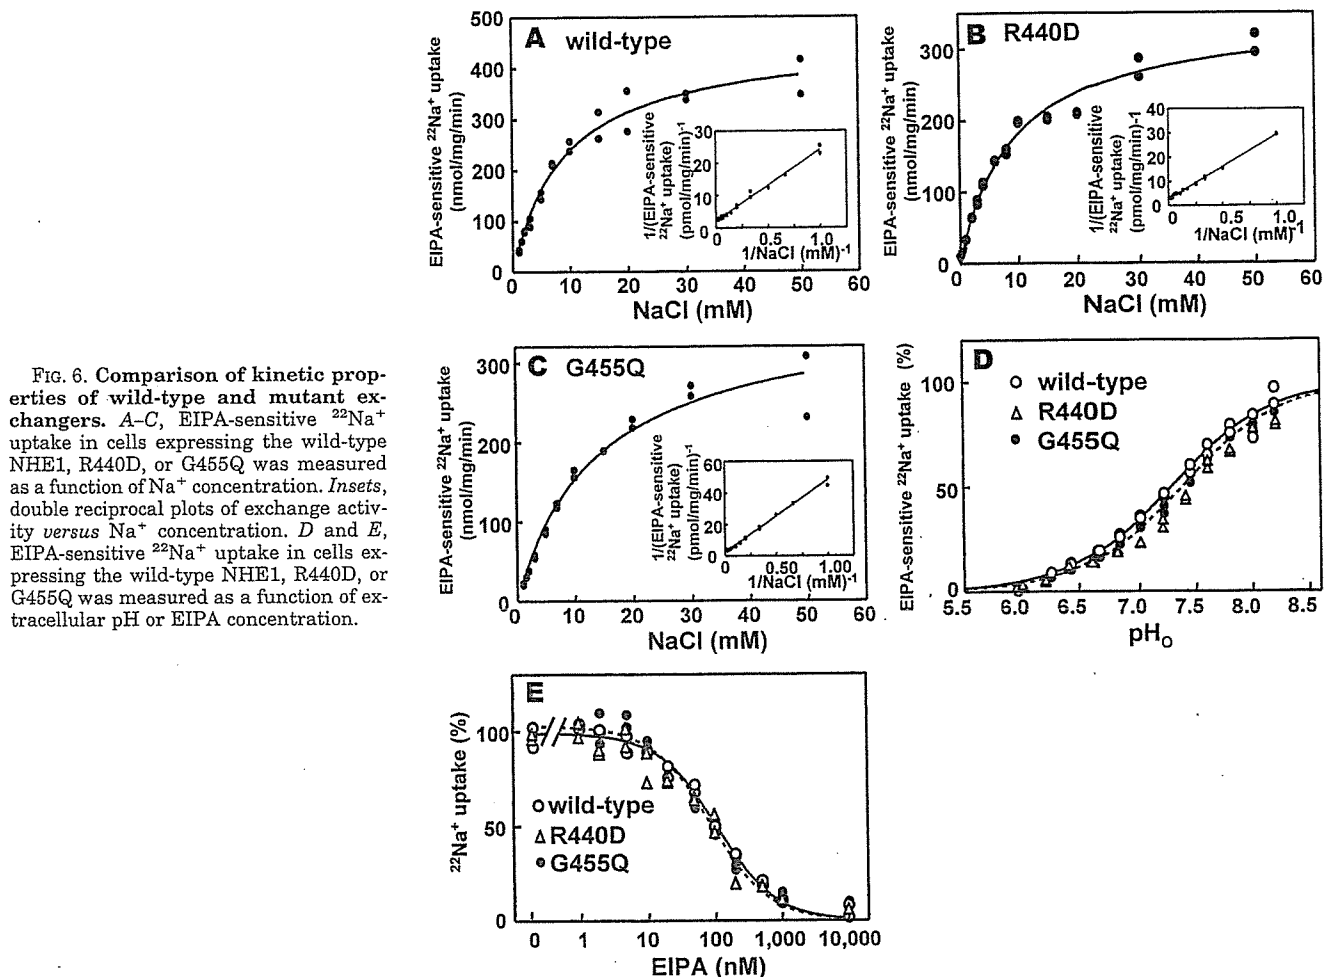 FIG. 6. Comparison of kinetic prop-
erties of wild-type and mutant ex-
changers. A–C, EIPA-sensitive ²²Na⁺
uptake in cells expressing the wild-type
NHE1, R440D, or G455Q was measured
as a function of Na⁺ concentration. Insets,
double reciprocal plots of exchange activ-
ity versus Na⁺ concentration. D and E,
EIPA-sensitive ²²Na⁺ uptake in cells ex-
pressing the wild-type NHE1, R440D, or
G455Q was measured as a function of ex-
tracellular pH or EIPA concentration.
A wild-type
EIPA-sensitive ²²Na⁺ uptake
(nmol/mg/min)
500
400
300
200
100
0
0 10 20 30 40 50 60
NaCl (mM)
1/(EIPA-sensitive
²²Na⁺ uptake)
(pmol/mg/min)⁻¹
30
20
10
0
0.5 1.0
1/NaCl (mM)⁻¹
B R440D
EIPA-sensitive ²²Na⁺ uptake
(nmol/mg/min)
300
200
100
0
0 10 20 30 40 50 60
NaCl (mM)
1/(EIPA-sensitive
²²Na⁺ uptake)
(pmol/mg/min)-1
40
30
20
10
0
0 0.5 1.0
1/NaCl (mM)⁻¹
C G455Q
EIPA-sensitive ²²Na⁺ uptake
(nmol/mg/min)
300
200
100
0
0 10 20 30 40 50 60
NaCl (mM)
1/(EIPA-sensitive
²²Na⁺ uptake)
(pmol/mg/min)⁻¹
60
40
20
0
0 0.50 1.00
1/NaCl (mM)⁻¹
D
wild-type
R440D
G455Q
EIPA-sensitive ²²Na⁺ uptake (%)
100
50
0
5.5 6.0 6.5 7.0 7.5 8.0 8.5
pHO
E
²²Na⁺ uptake (%)
100
50
0
wild-type
R440D
G455Q
0 1 10 100 1,000 10,000
EIPA (nM)